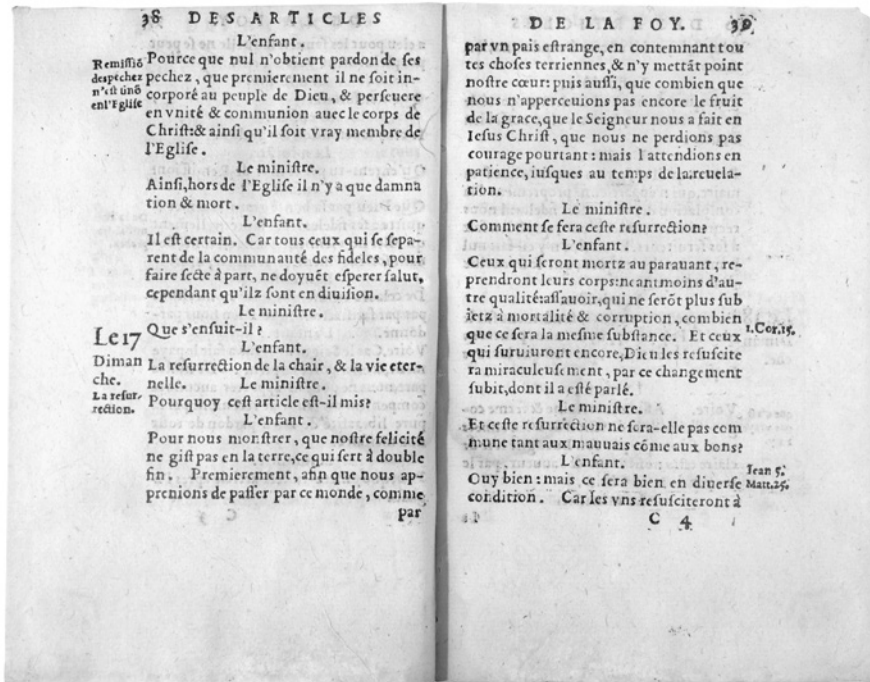 38 DES ARTICLES
L'enfant.
Remissiō
Pource que nul n'obtient pardon de ſes
despechez
pechez, que premierement il ne ſoit in-
n'est sinō
corporé au peuple de Dieu, & perſeuere
enl'Egliſe
en vnité & communion auec le corps de
Chriſt:& ainſi qu'il ſoit vray membre de
l'Egliſe.
Le miniſtre.
Ainſi, hors de l'Egliſe il n'y a que damna
tion & mort.
L'enfant.
Il eſt certain. Car tous ceux qui ſe ſepa-
rent de la communauté des fideles, pour
faire ſecte à part, ne doyuēt eſperer ſalut,
cependant qu'ilz ſont en diuiſion.
Le miniſtre.
Le 17
Diman
che.
Que s'enſuit-il?
L'enfant.
La reſurrection de la chair, & la vie eter-
nelle. Le miniſtre.
La reſur-
rection.
Pourquoy ceſt article eſt-il mis?
L'enfant.
Pour nous monſtrer, que noſtre felicité
ne giſt pas en la terre, ce qui ſert à double
fin. Premierement, afin que nous ap-
prenions de paſſer par ce monde, comme
par
DE LA FOY. 39
par vn pais eſtrange, en contemnant tou
tes choſes terriennes, & n'y mettāt point
noſtre cœur: puis auſſi, que combien que
nous n'apperceuions pas encore le fruit
de la grace, que le Seigneur nous a fait en
Ieſus Chriſt, que nous ne perdions pas
courage pourtant: mais l'attendions en
patience, iuſques au temps de la reuela-
tion.
Le miniſtre.
Comment ſe fera ceſte reſurrection?
L'enfant.
Ceux qui ſeront mortz au parauant, re-
prendront leurs corps:neantmoins d'au-
tre qualité:aſſauoir, qui ne ſerōt plus ſub
ietz à mortalité & corruption, combien
que ce ſera la meſme ſubſtance. Et ceux
1.Cor.15.
qui ſuruiuront encore, Dieu les reſuſcite
ra miraculeuſement, par ce changement
ſubit, dont il a eſté parlé.
Le miniſtre.
Et ceſte reſurrection ne ſera-elle pas com
mune tant aux mauuais cōme aux bons?
L'enfant.
Iean 5.
Ouy bien: mais ce ſera bien en diuerſe
Matt.25.
condition. Car les vns reſuſciteront à
C 4